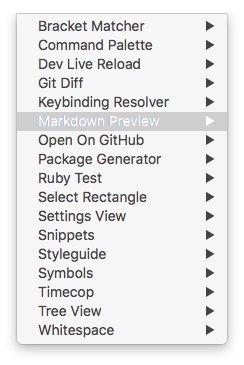 Bracket Matcher
Command Palette
Dev Live Reload
Git Diff
Keybinding Resolver
Markdown Preview
Open On GitHub
Package Generator
Ruby Test
Select Rectangle
Settings View
Snippets
Styleguide
Symbols
Timecop
Tree View
Whitespace